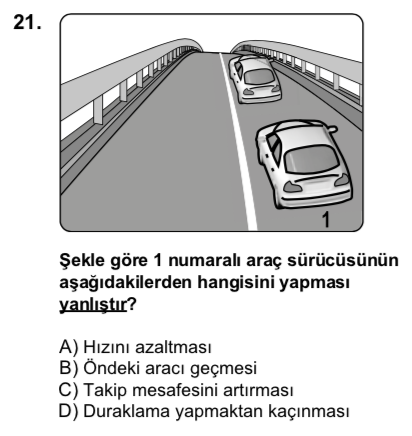 21.
1
Şekle göre 1 numaralı araç sürücüsünün
aşağıdakilerden hangisini yapması
yanlıştır?
A) Hızını azaltması
B) Öndeki aracı geçmesi
C) Takip mesafesini artırması
D) Duraklama yapmaktan kaçınması